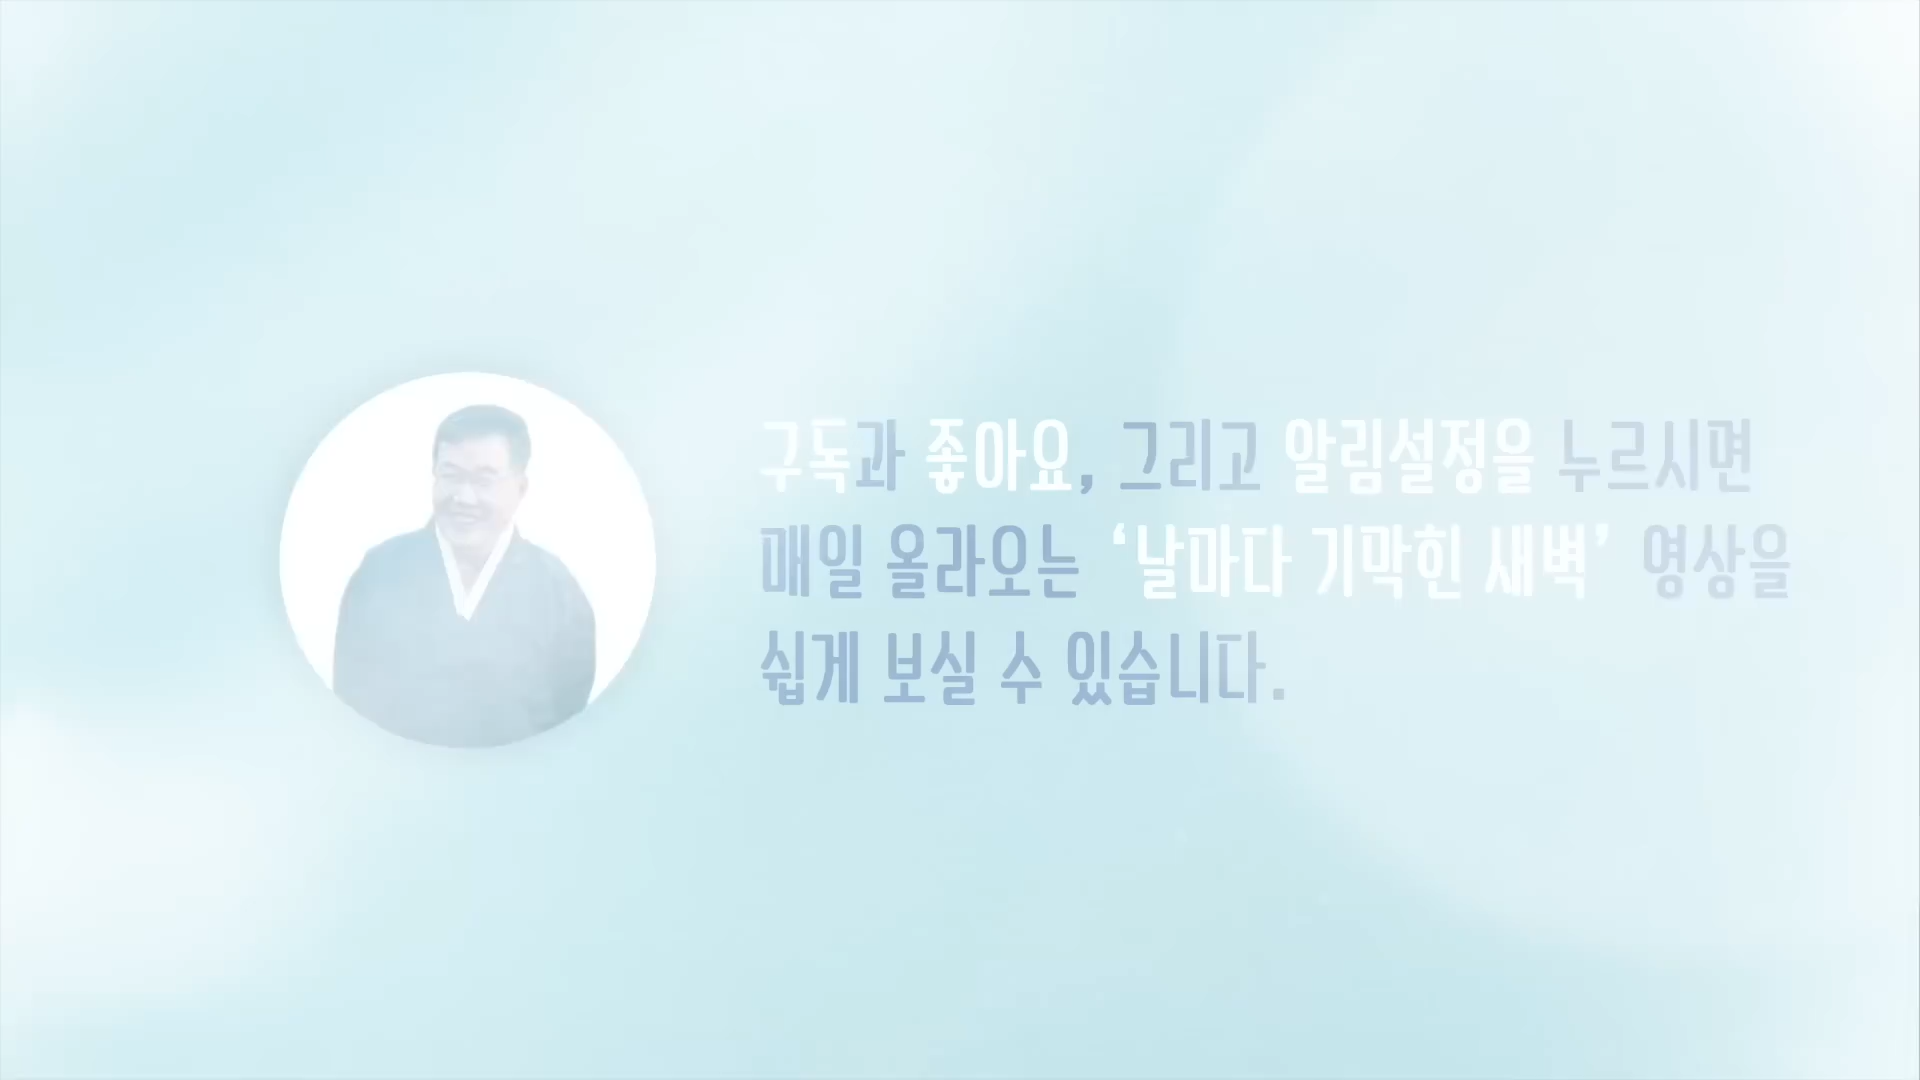 구독과 좋아요, 그리고 알림설정을 누르시면
매일 올라오는 ‘날마다 기막힌 새벽’ 영상을
쉽게 보실 수 있습니다.